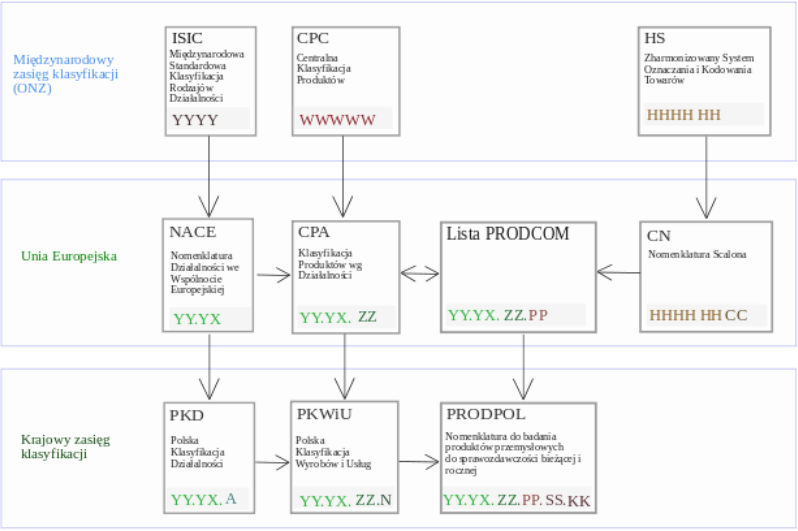 Międzynarodowy
zasięg klasyfikacji
(ONZ)
ISIC
Międzynarodowa
Standardowa
Klasyfikacja
Rodzajów
Działalności
YYYY
CPC
Centralna
Klasyfikacja
Produktów
WWWWW
HS
Zharmonizowany System
Oznaczania i Kodowania
Towarów
HHHH HH
Unia Europejska
NACE
Nomenklatura
Działalności we
Wspólnocie
Europejskiej
YY.YX
CPA
Klasyfikacja
Produktów wg
Działalności
YY.YX. ZZ
Lista PRODCOM
YY.YX. ZZ.PP
CN
Nomenklatura Scalona
HHHH HH CC
Krajowy zasięg
klasyfikacji
PKD
Polska
Klasyfikacja
Działalności
YY.YX. A
PKWiU
Polska
Klasyfikacja
Wyrobów i Usług
YY.YX. ZZ.N
PRODPOL
Nomenklatura do badania
produktów przemysłowych
do sprawozdawczości bieżącej i
rocznej
YY.YX. ZZ.PP. SS.KK